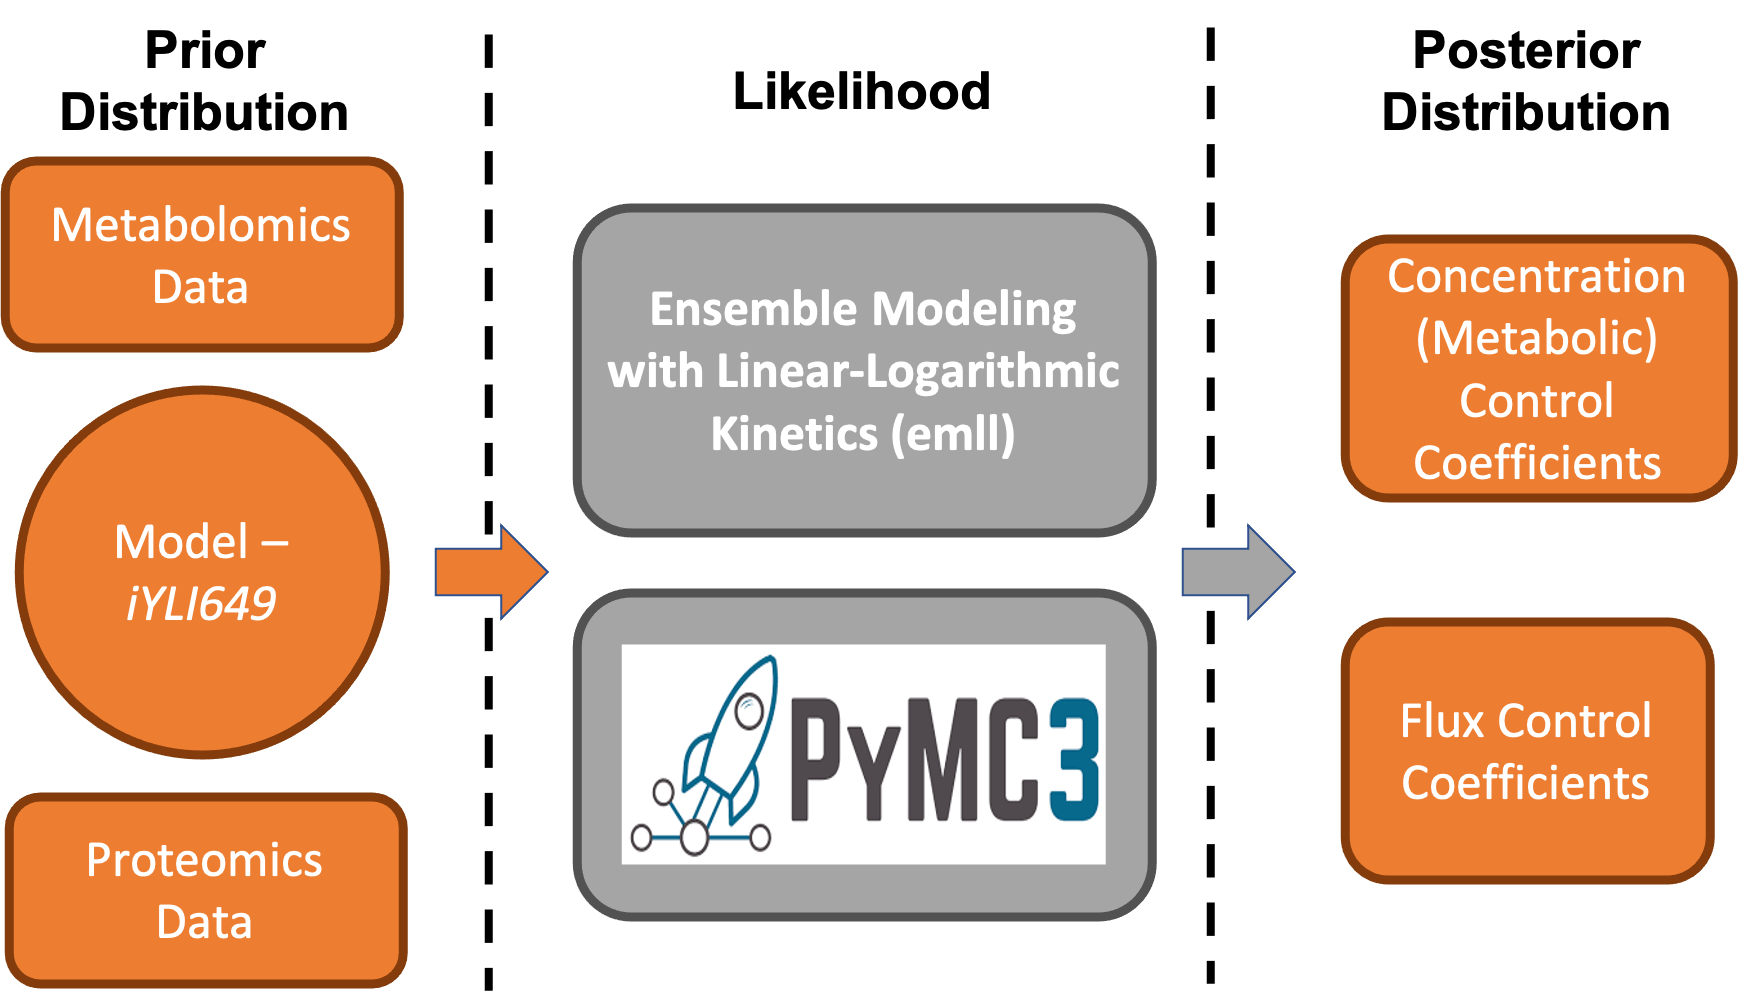 Prior
Distribution
Metabolomics
Data
Model –
iYLI649
Proteomics
Data
Likelihood
Ensemble Modeling
with Linear-Logarithmic
Kinetics (emll)
PyMC3
Posterior
Distribution
Concentration
(Metabolic)
Control
Coefficients
Flux Control
Coefficients